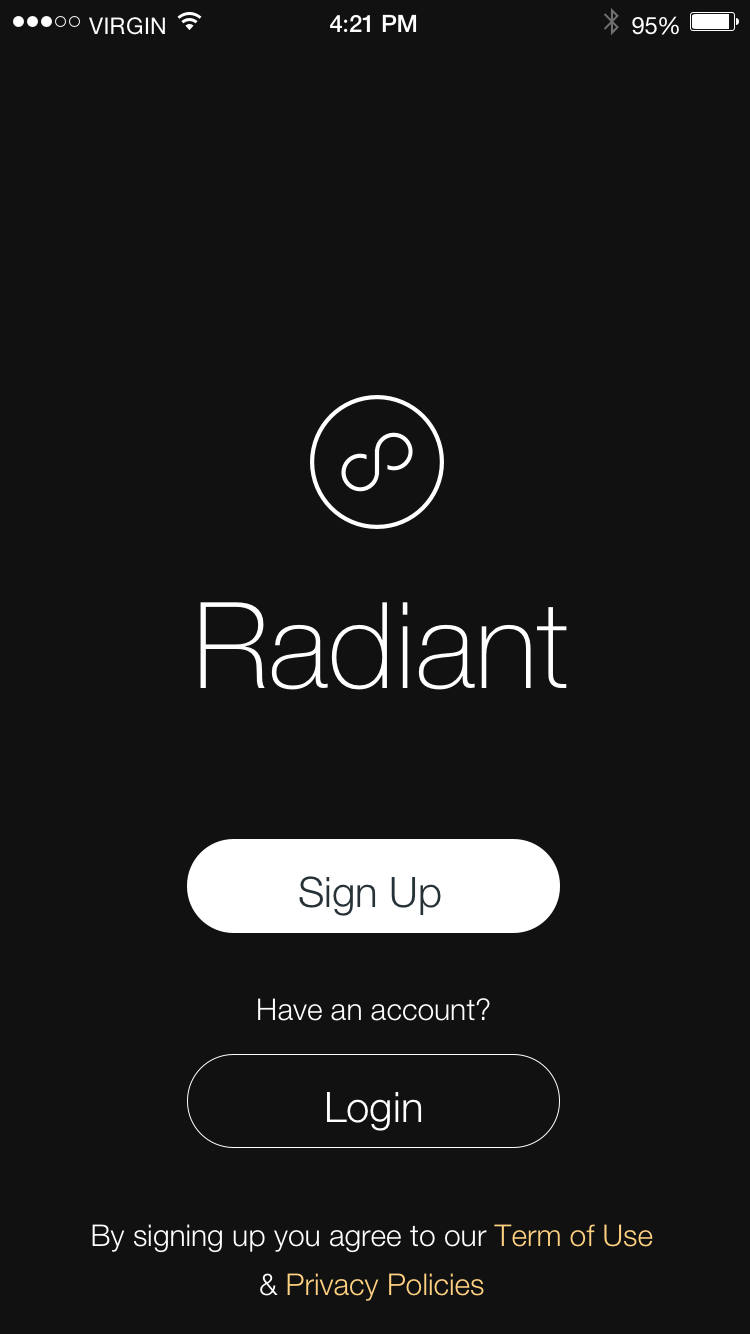 VIRGIN 4:21 PM 95%
Radiant
Sign Up
Have an account?
Login
By signing up you agree to our Term of Use
& Privacy Policies